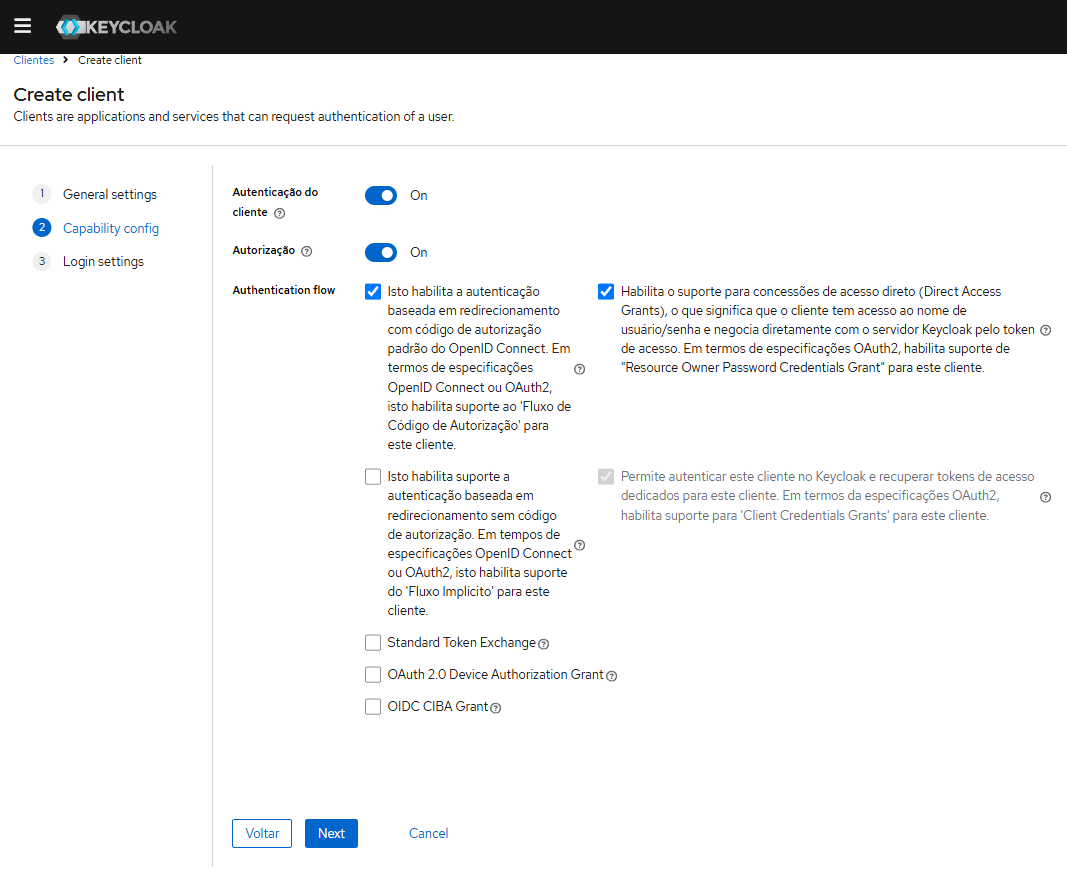 KEYCLOAK
Clientes > Create client
Create client
Clients are applications and services that can request authentication of a user.
1 General settings
2 Capability config
3 Login settings
Autenticação do
cliente
On
Autorização
On
Authentication flow
Isto habilita a autenticação
baseada em redirecionamento
com código de autorização
padrão do OpenID Connect. Em
termos de especificações
OpenID Connect ou OAuth2,
isto habilita suporte ao 'Fluxo de
Código de Autorização' para
este cliente.
Habilita o suporte para concessões de acesso direto (Direct Access
Grants), o que significa que o cliente tem acesso ao nome de
usuário/senha e negocia diretamente com o servidor Keycloak pelo token
de acesso. Em termos de especificações OAuth2, habilita suporte de
"Resource Owner Password Credentials Grant" para este cliente.
Isto habilita suporte a
autenticação baseada em
redirecionamento sem código
de autorização. Em tempos de
especificações OpenID Connect
ou OAuth2, isto habilita suporte
do 'Fluxo Implícito' para este
cliente.
Permite autenticar este cliente no Keycloak e recuperar tokens de acesso
dedicados para este cliente. Em termos da especificações OAuth2,
habilita suporte para 'Client Credentials Grants' para este cliente.
Standard Token Exchange
OAuth 2.0 Device Authorization Grant
OIDC CIBA Grant
Voltar
Next
Cancel